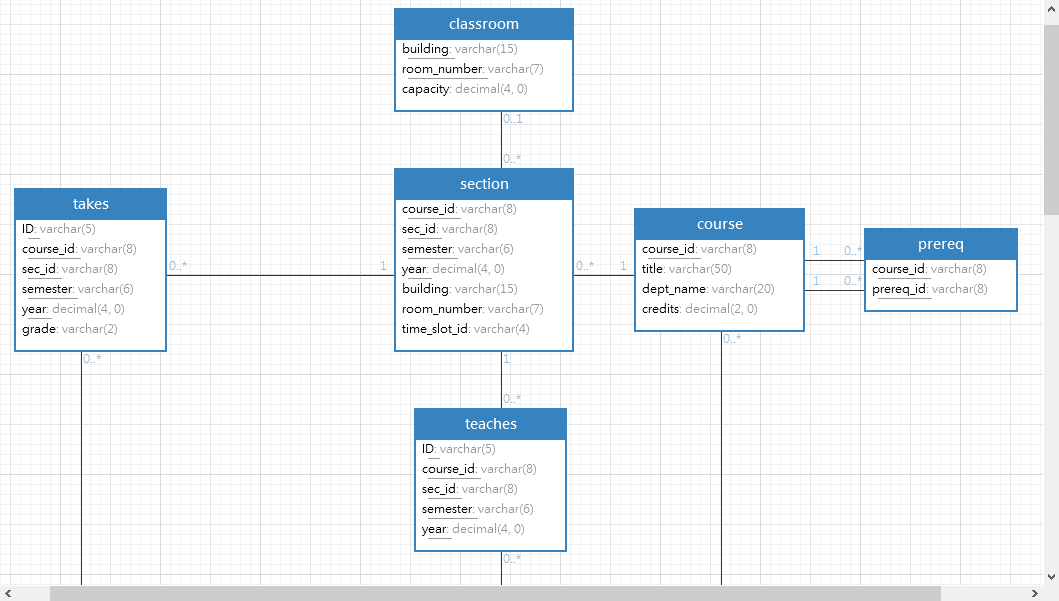 classroom
building: varchar(15)
room_number: varchar(7)
capacity: decimal(4, 0)
0..1
0..*
section
course_id: varchar(8)
sec_id: varchar(8)
semester: varchar(6)
year: decimal(4, 0)
building: varchar(15)
room_number: varchar(7)
time_slot_id: varchar(4)
takes
ID: varchar(5)
course_id: varchar(8)
sec_id: varchar(8)
semester: varchar(6)
year: decimal(4, 0)
grade: varchar(2)
0..*
1
0..*
1
course
course_id: varchar(8)
title: varchar(50)
dept_name: varchar(20)
credits: decimal(2, 0)
1
0..*
1
0..*
prereq
course_id: varchar(8)
prereq_id: varchar(8)
0..*
1
0..*
0..*
teaches
ID: varchar(5)
course_id: varchar(8)
sec_id: varchar(8)
semester: varchar(6)
year: decimal(4, 0)
0..*